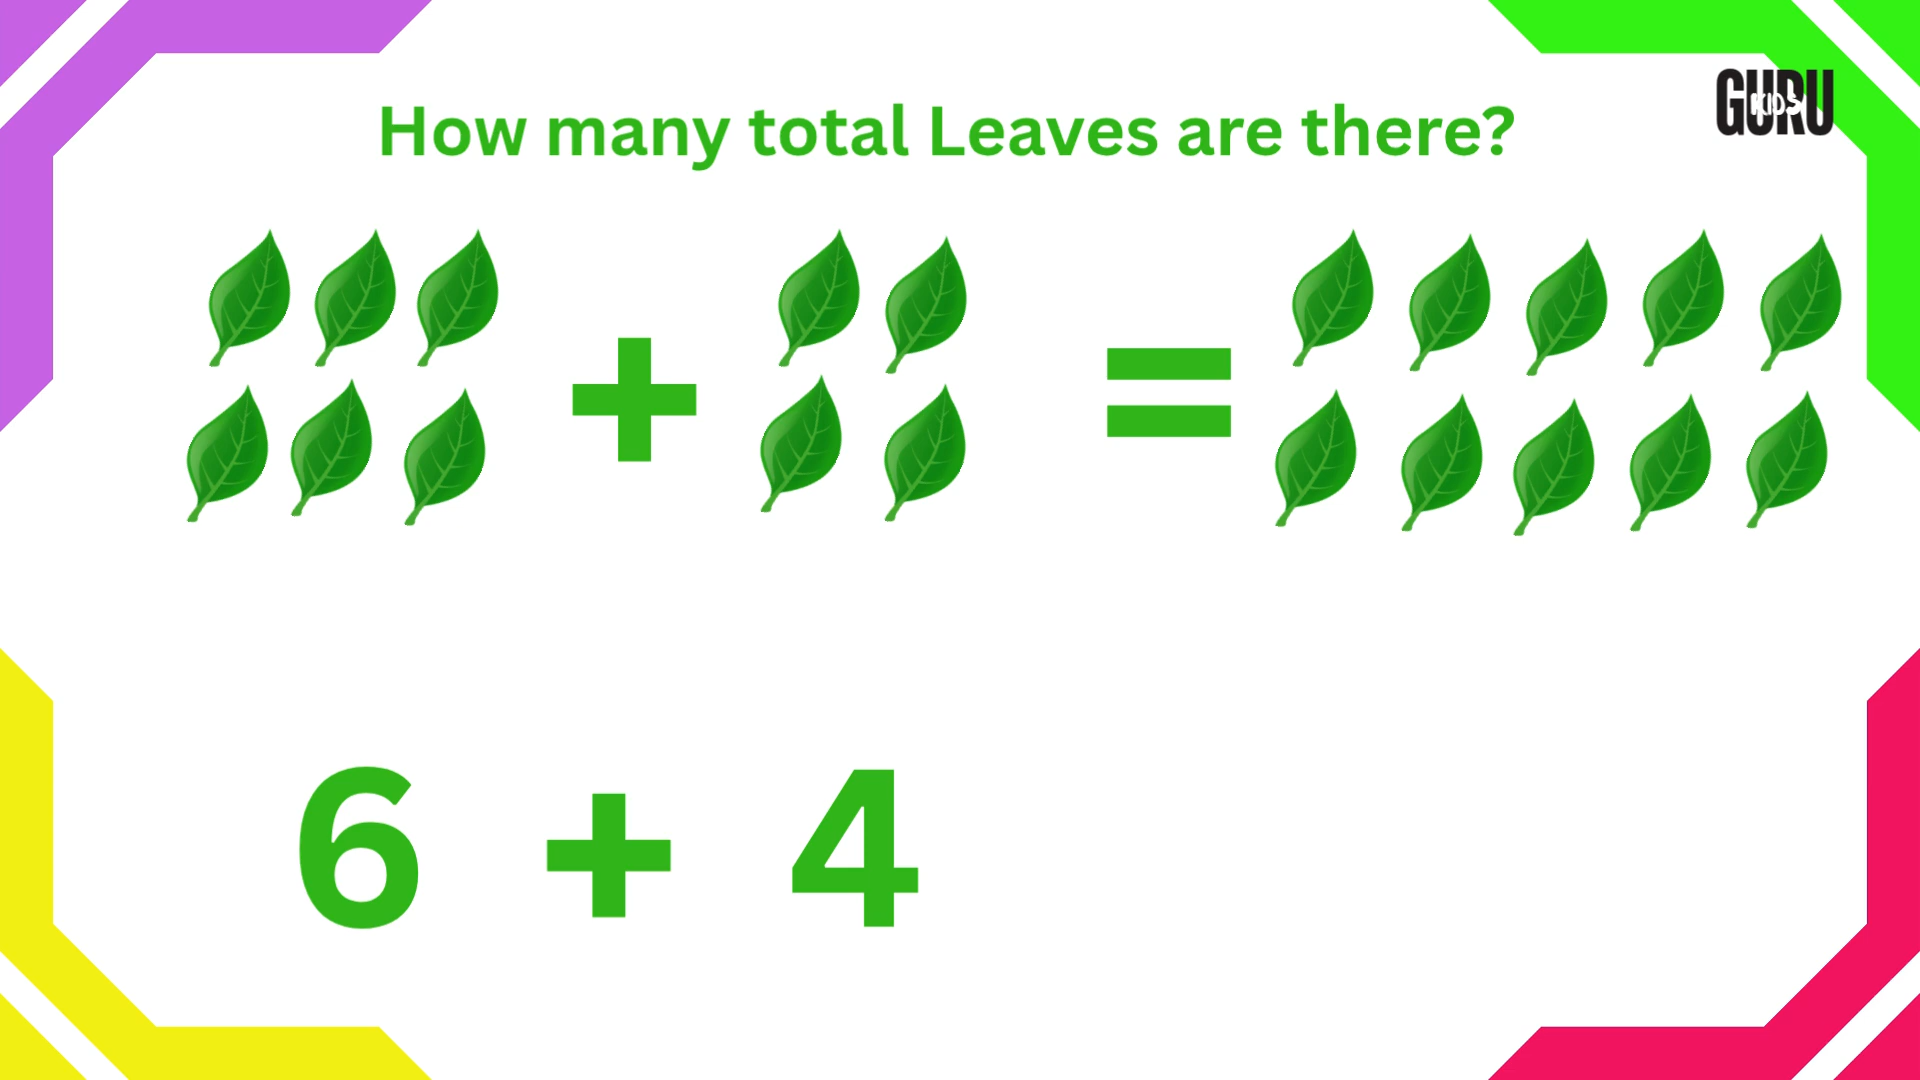 How many total Leaves are there?
GURU
KIDS
+ =
6 + 4